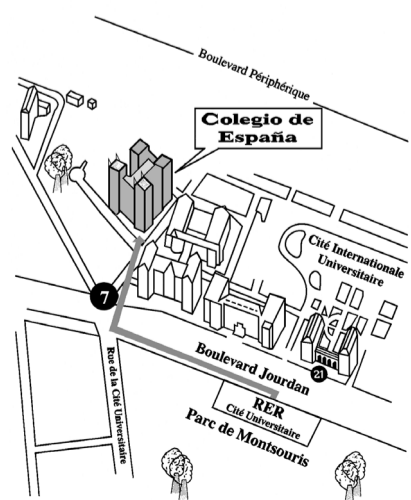 Boulevard Périphérique
Colegio de
España
Cité Internationale
Universitaire
7
Boulevard Jourdan
21
RER
Cité Universitaire
Parc de Montsouris
Rue de la Cité Universitaire